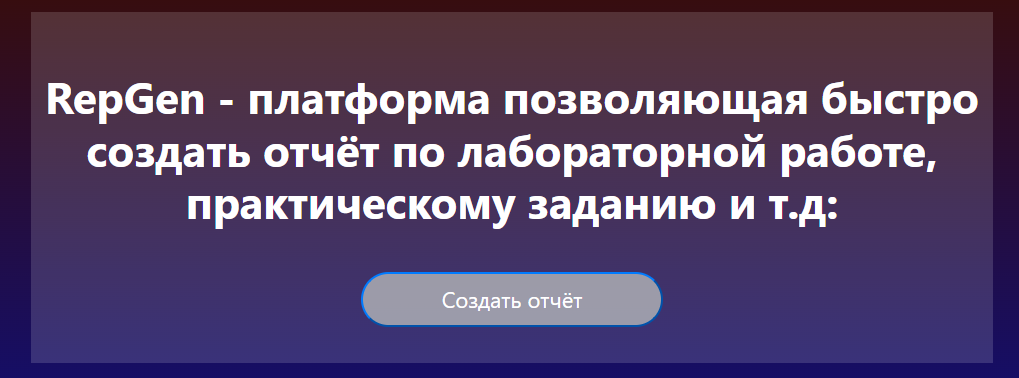 RepGen - платформа позволяющая быстро
создать отчёт по лабораторной работе,
практическому заданию и т.д:
Создать отчёт